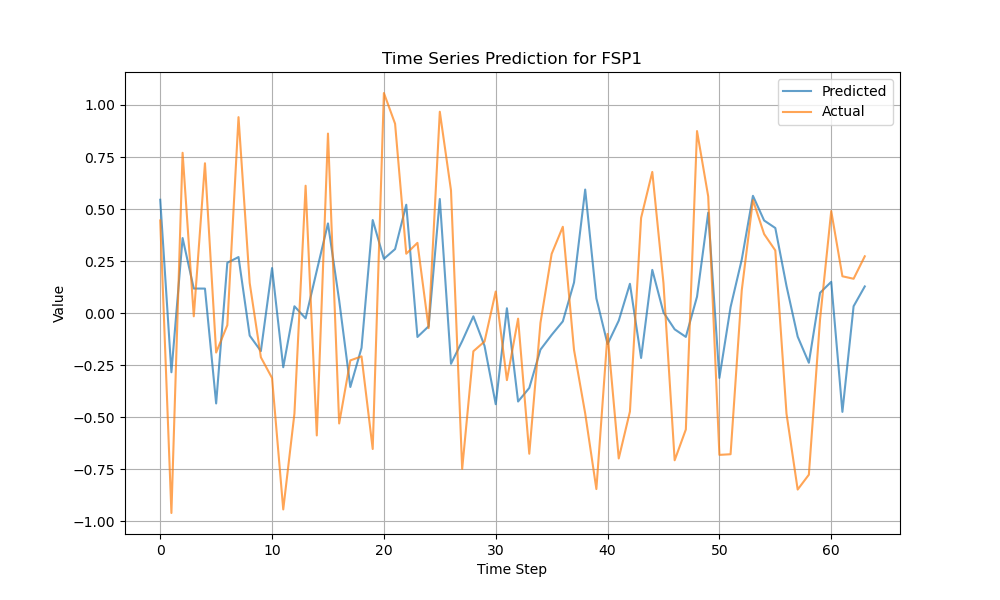 Time Series Prediction for FSP1
Predicted
Actual
1.00
0.75
0.50
0.25
0.00
−0.25
−0.50
−0.75
−1.00
Value
0 10 20 30 40 50 60
Time Step